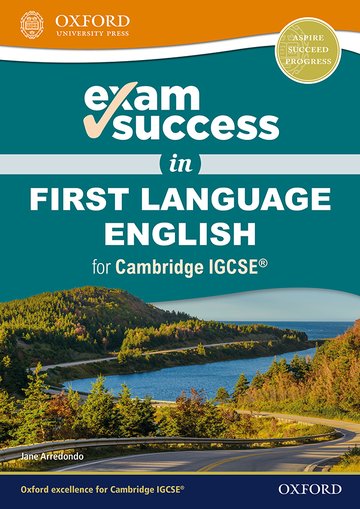 OXFORD
UNIVERSITY PRESS
ASPIRE
SUCCEED
PROGRESS
exam
success
in
FIRST LANGUAGE
ENGLISH
for Cambridge IGCSE®
Jane Arredondo
Oxford excellence for Cambridge IGCSE®
OXFORD